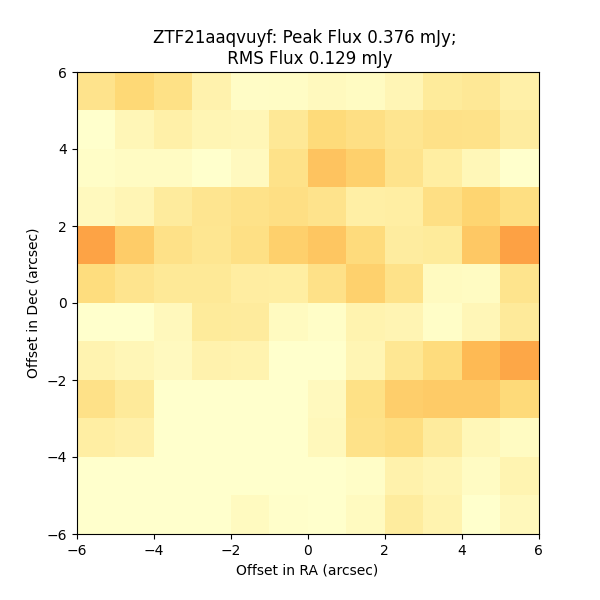 ZTF21aaqvuyf: Peak Flux 0.376 mJy;
RMS Flux 0.129 mJy
6
4
2
0
−2
−4
−6
Offset in Dec (arcsec)
−6 −4 −2 0 2 4 6
Offset in RA (arcsec)